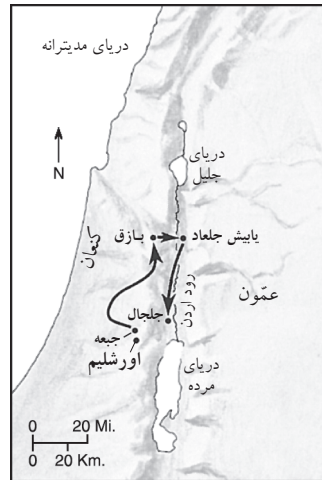 دریای مدیترانه
N
دریای
جلیل
کنعان
بازق
یابیش جلعاد
رود اردن
عمّون
جلجال
جبعه
اورشلیم
دریای
مرده
0 20 Mi.
0 20 Km.